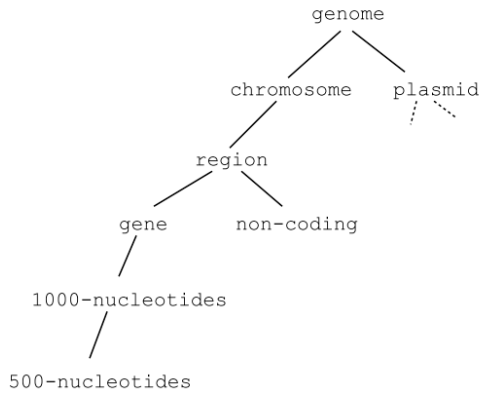 genome
chromosome plasmid
region
gene non-coding
1000-nucleotides
500-nucleotides